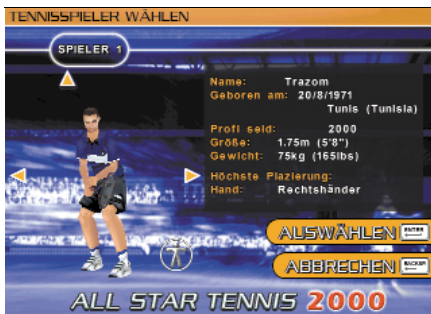 TENNISSPIELER WÄHLEN
SPIELER 1
Name: Trazom
Geboren am: 20/8/1971
Tunis (Tunisia)
Profi seid: 2000
Größe: 1.75m (5'8")
Gewicht: 75kg (165lbs)
Höchste Plazierung:
Hand: Rechtshänder
AUSWÄHLEN ENTER
ABBRECHEN BACKSP
ALL STAR TENNIS 2000